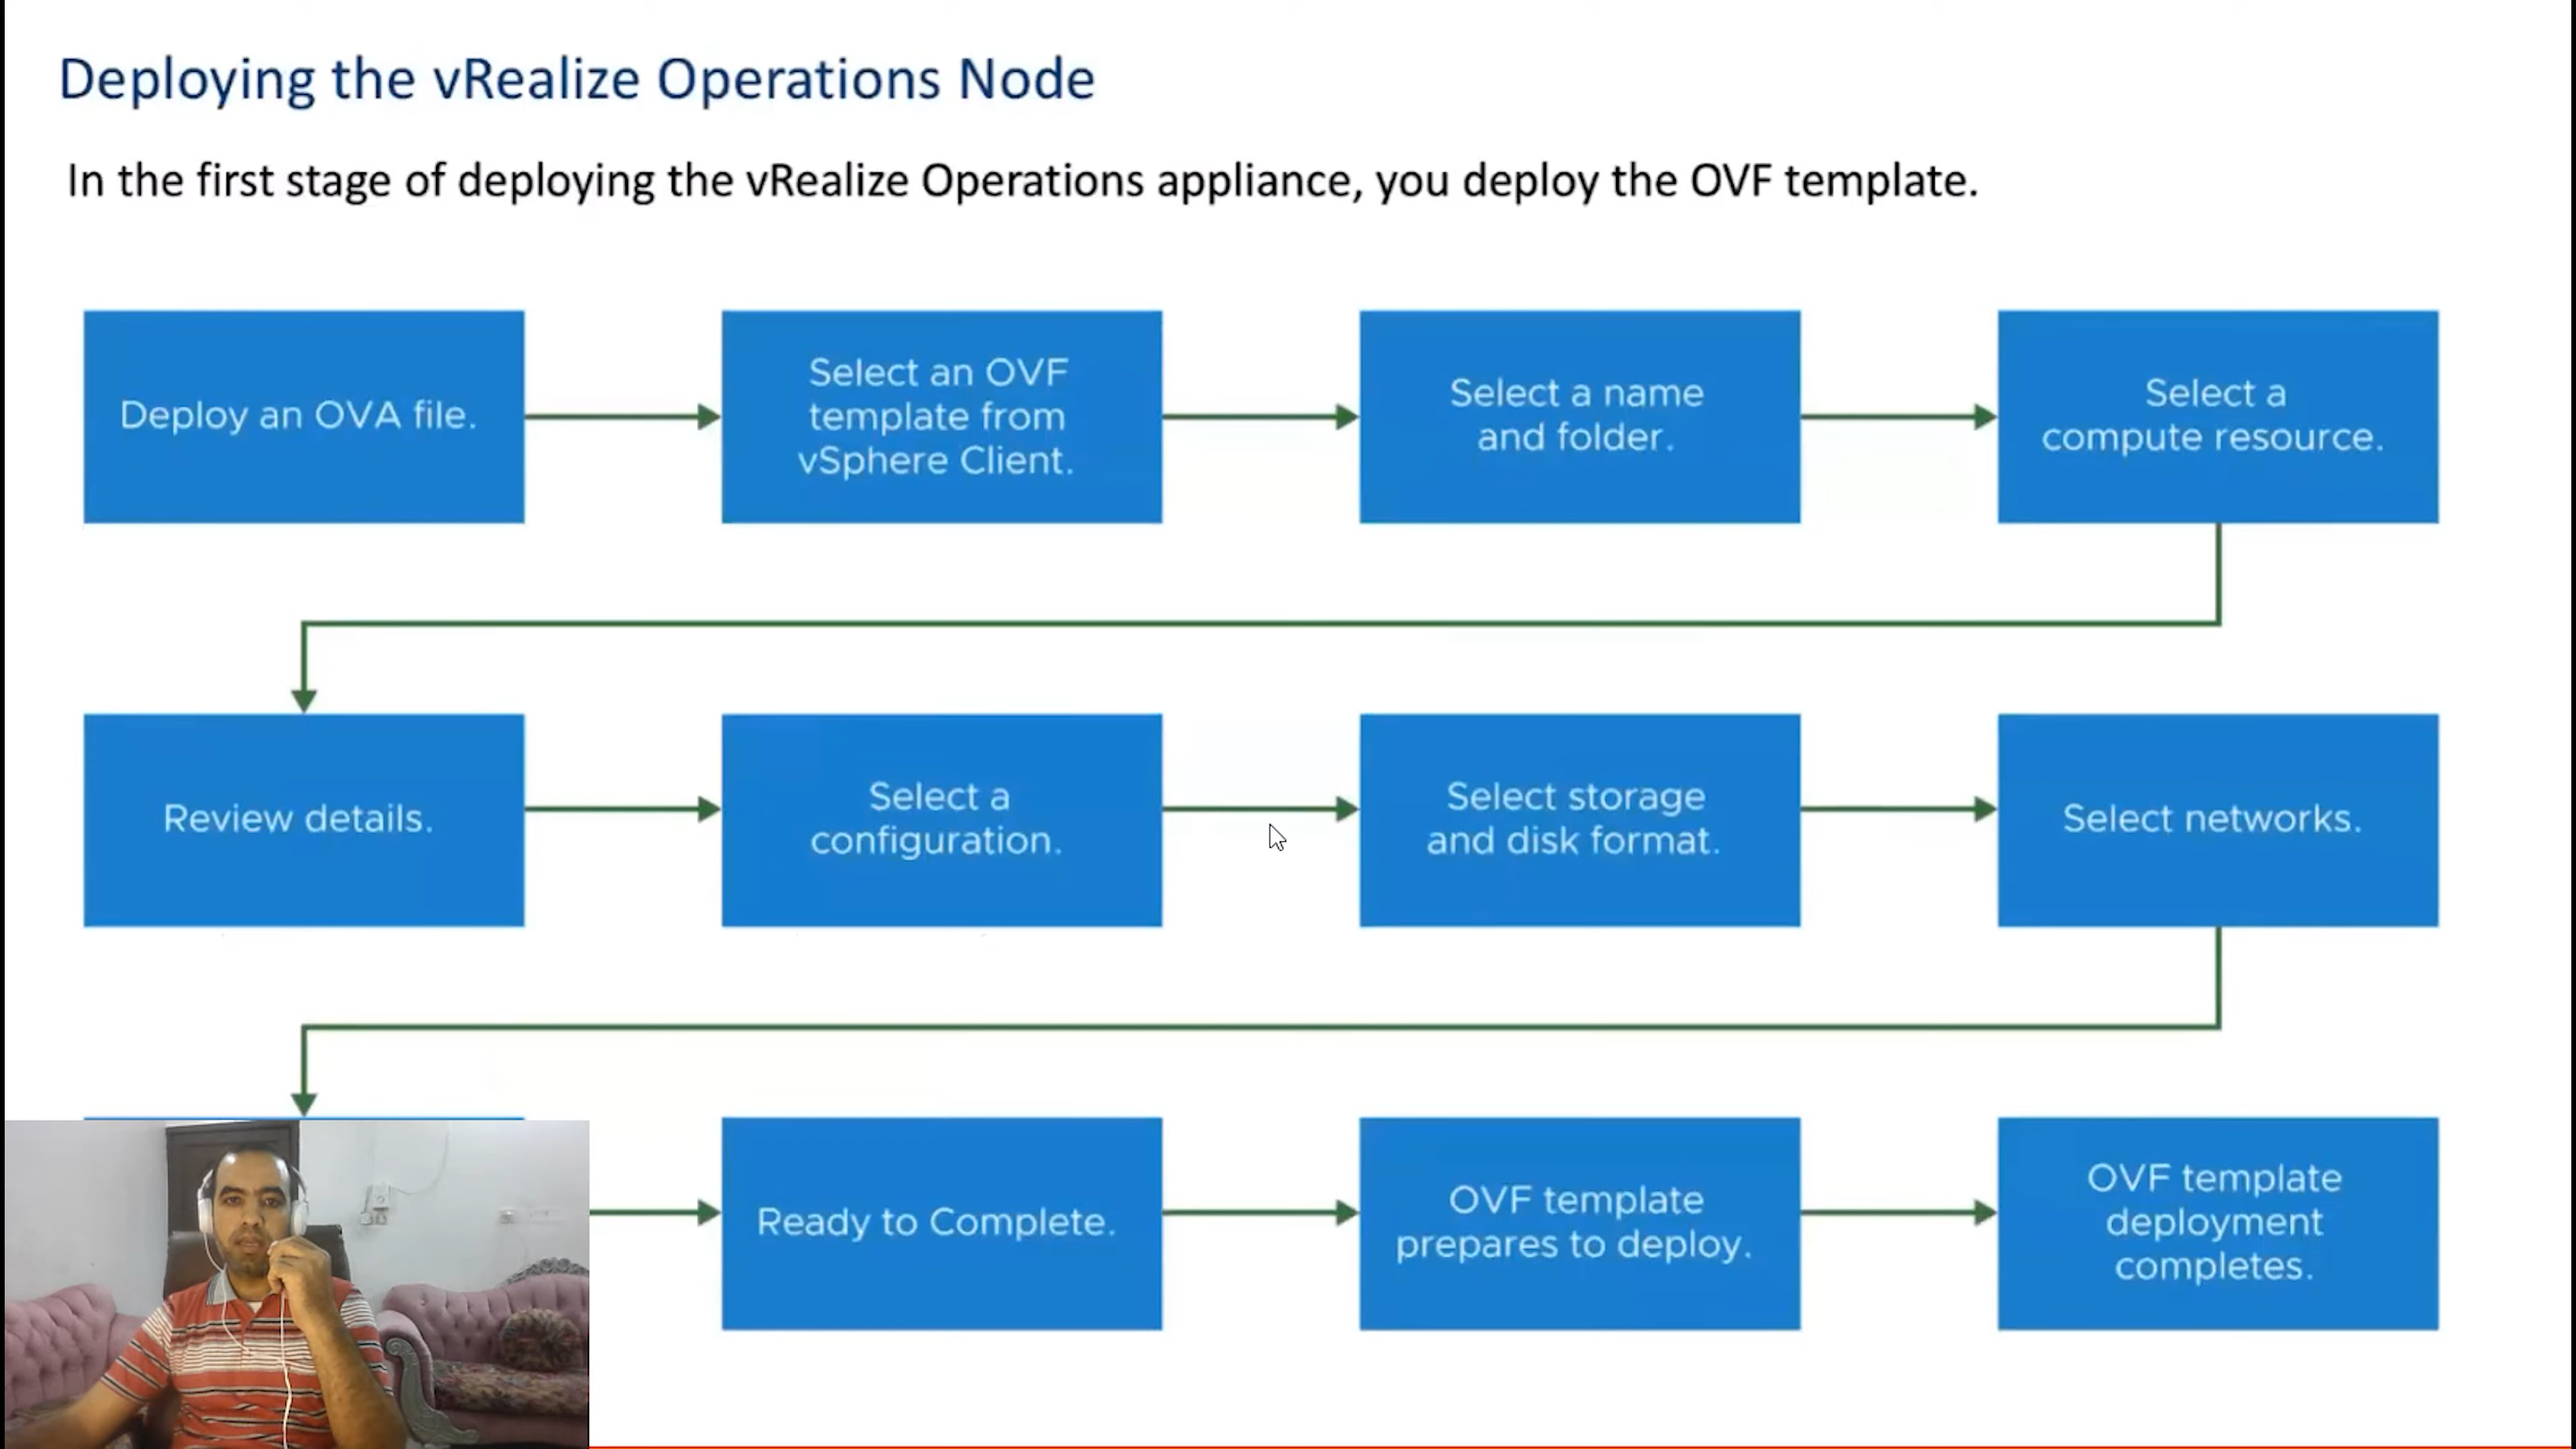 Deploying the vRealize Operations Node
In the first stage of deploying the vRealize Operations appliance, you deploy the OVF template.
Deploy an OVA file.
Select an OVF
template from
vSphere Client.
Select a name
and folder.
Select a
compute resource.
Review details.
Select a
configuration.
Select storage
and disk format.
Select networks.
Ready to Complete.
OVF template
prepares to deploy.
OVF template
deployment
completes.